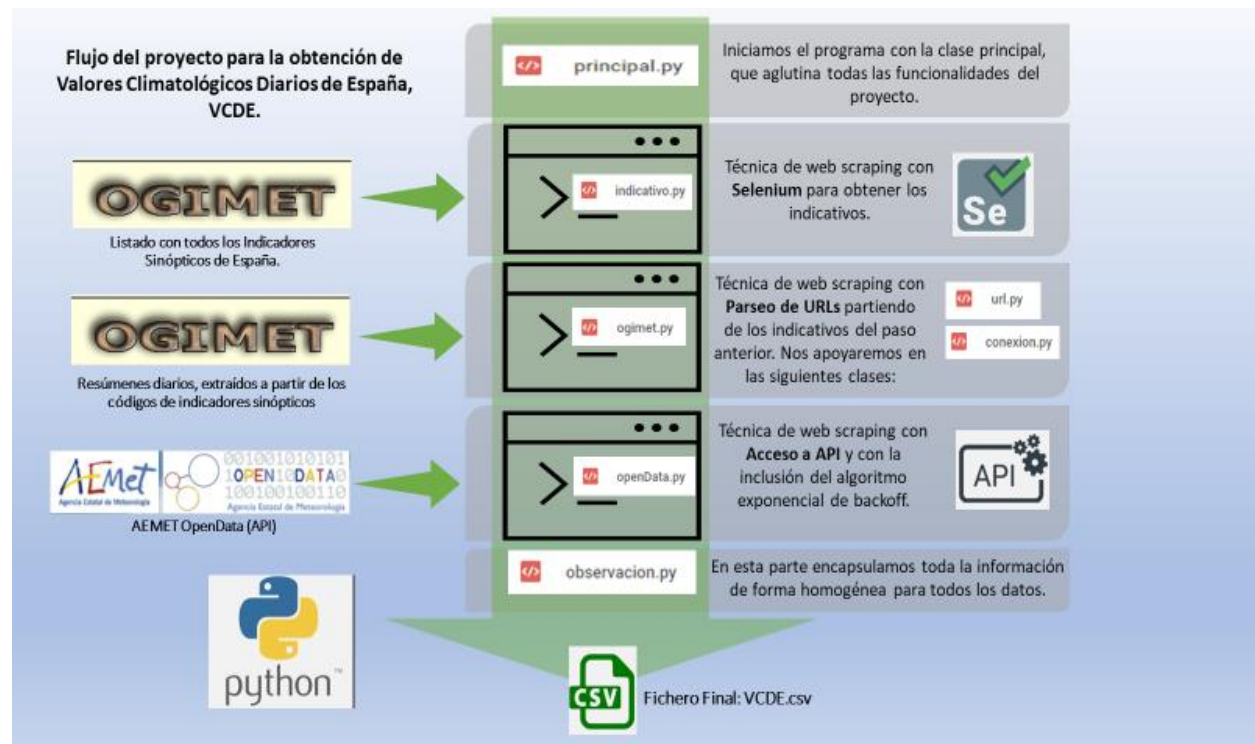 Flujo del proyecto para la obtención de
Valores Climatológicos Diarios de España,
VCDE.
</> principal.py
Iniciamos el programa con la clase principal,
que aglutina todas las funcionalidades del
proyecto.
OGIMET
Listado con todos los Indicadores
Sinópticos de España.
</> indicativo.py
Técnica de web scraping con
Selenium para obtener los
indicativos.
Se
OGIMET
Resúmenes diarios, extraídos a partir de los
códigos de indicadores sinópticos
</> ogimet.py
Técnica de web scraping con
Parseo de URLs partiendo
de los indicativos del paso
anterior. Nos apoyaremos en
las siguientes clases:
</> url.py
</> conexion.py
AEMet
Agencia Estatal de Meteorología
001001010101
1OPEN10DATA0
100100100110
Agencia Estatal de Meteorología
AEMET OpenData (API)
</> openData.py
Técnica de web scraping con
Acceso a API y con la
inclusión del algoritmo
exponencial de backoff.
API
</> observacion.py
En esta parte encapsulamos toda la información
de forma homogénea para todos los datos.
python™
CSV
Fichero Final: VCDE.csv